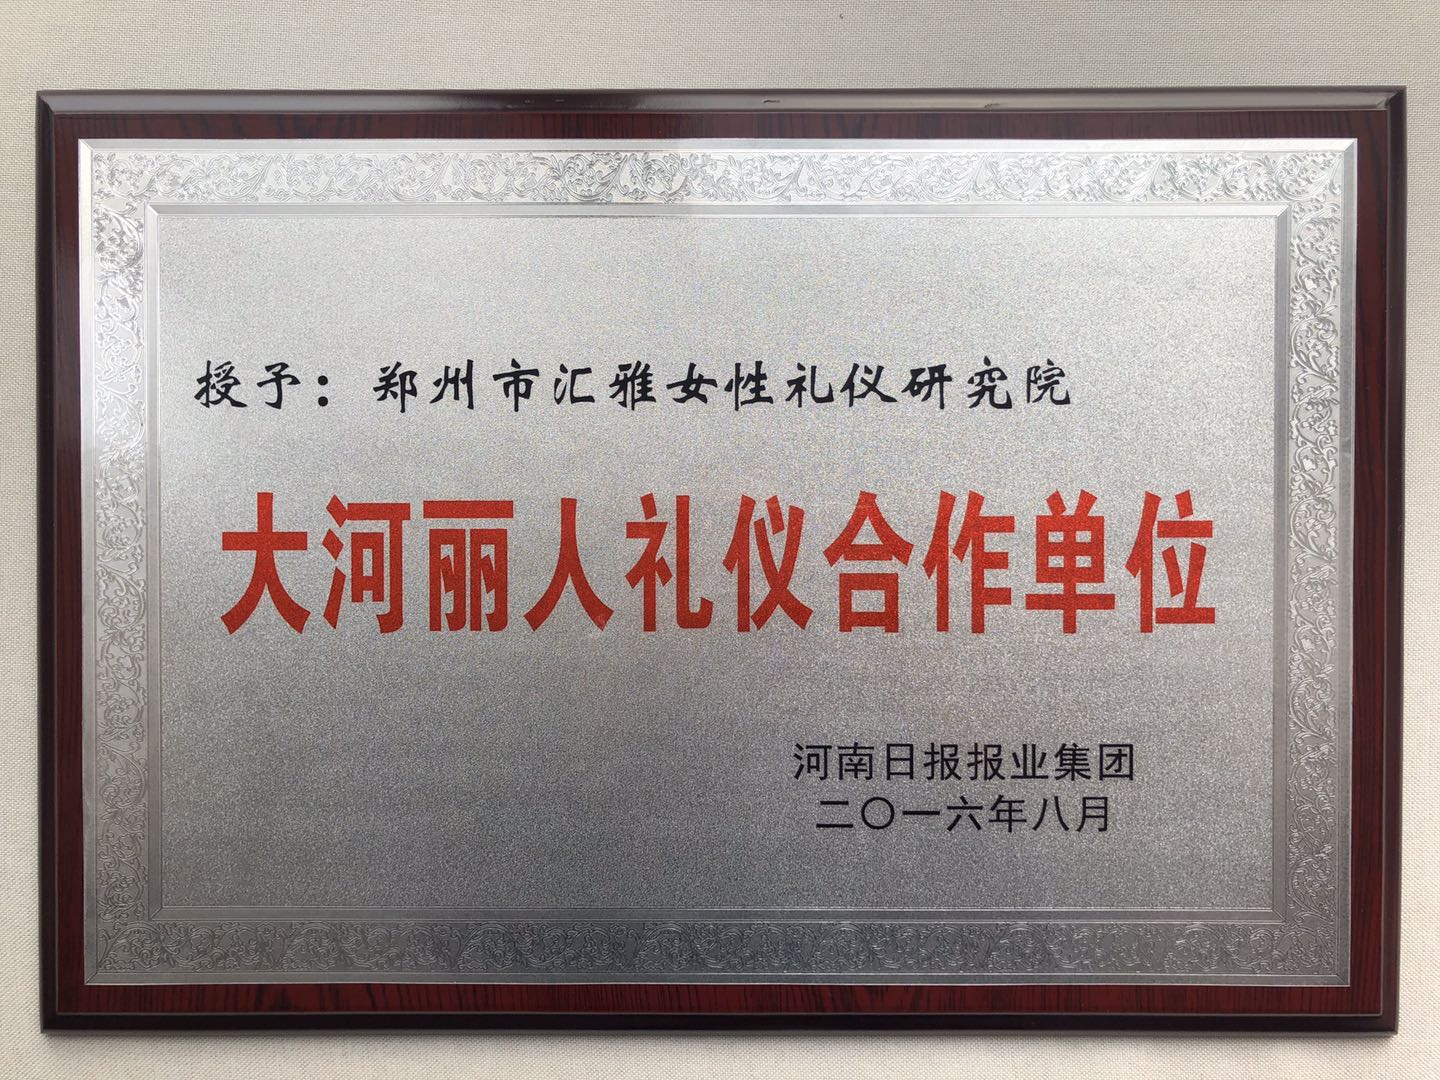 授予：郑州市汇雅女性礼仪研究院
大河丽人礼仪合作单位
河南日报报业集团
二〇一六年八月